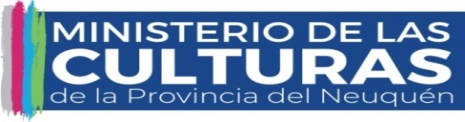 MINISTERIO DE LAS
CULTURAS
de la Provincia del Neuquén